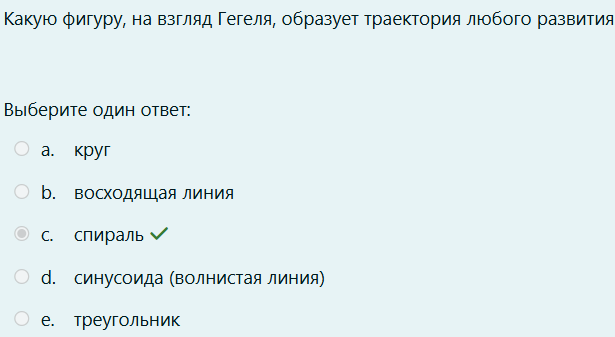 Какую фигуру, на взгляд Гегеля, образует траектория любого развития
Выберите один ответ:
a. круг
b. восходящая линия
c. спираль
d. синусоида (волнистая линия)
e. треугольник